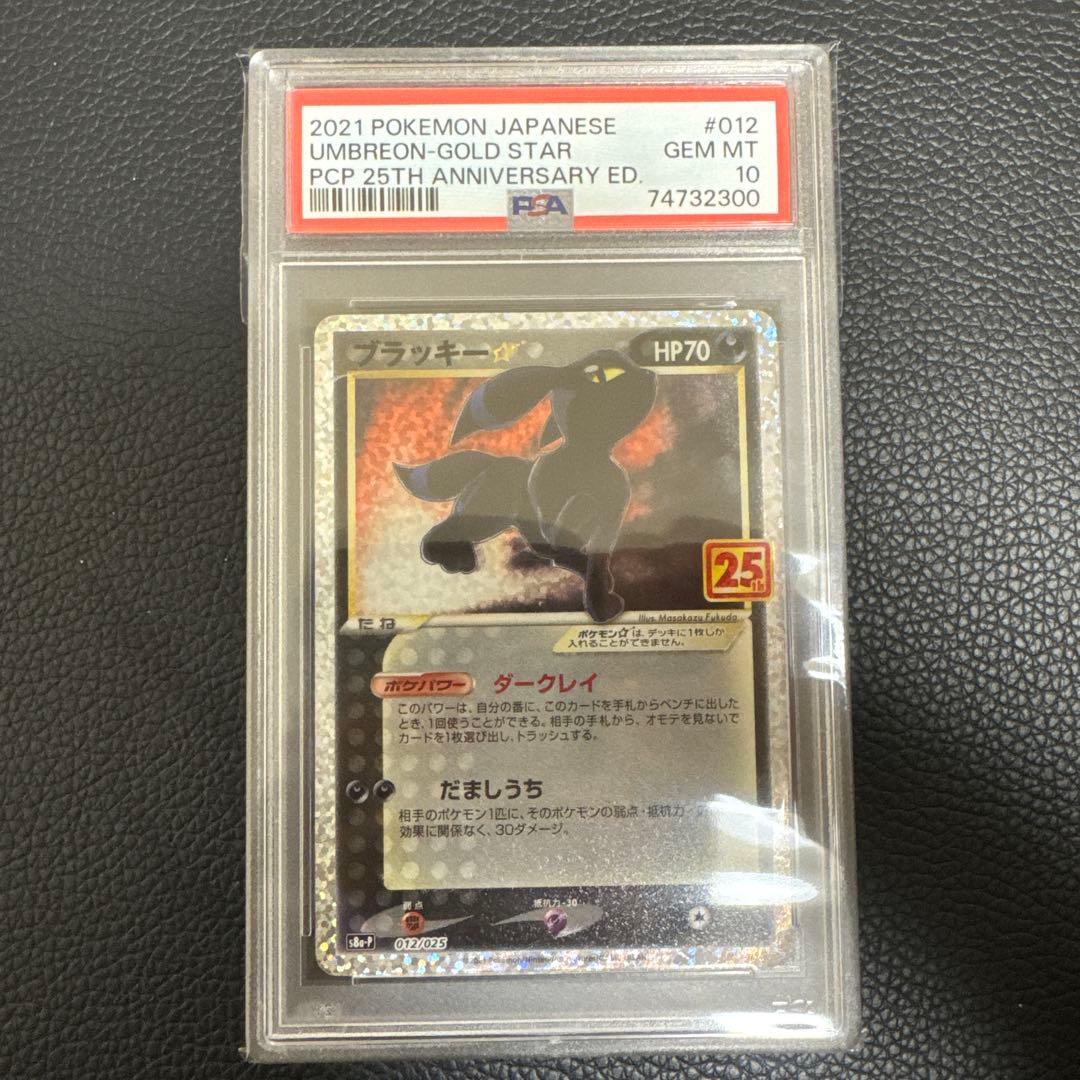 2021 POKEMON JAPANESE #012
UMBREON-GOLD STAR GEM MT
PCP 25TH ANNIVERSARY ED. 10
PSA 74732300
ブラッキー☆ HP70
25th
たね
Illus. Masakazu Fukuda
ポケモン☆は、デッキに1枚しか
入れることができません。
ポケパワー ダークレイ
このパワーは、自分の番に、このカードを手札からベンチに出した
とき、1回使うことができる。相手の手札から、オモテを見ないで
カードを1枚選び出し、トラッシュする。
だましうち
相手のポケモン1匹に、そのポケモンの弱点・抵抗力・
効果に関係なく、30ダメージ。
弱点 抵抗力 -30
s8a-P 012/025